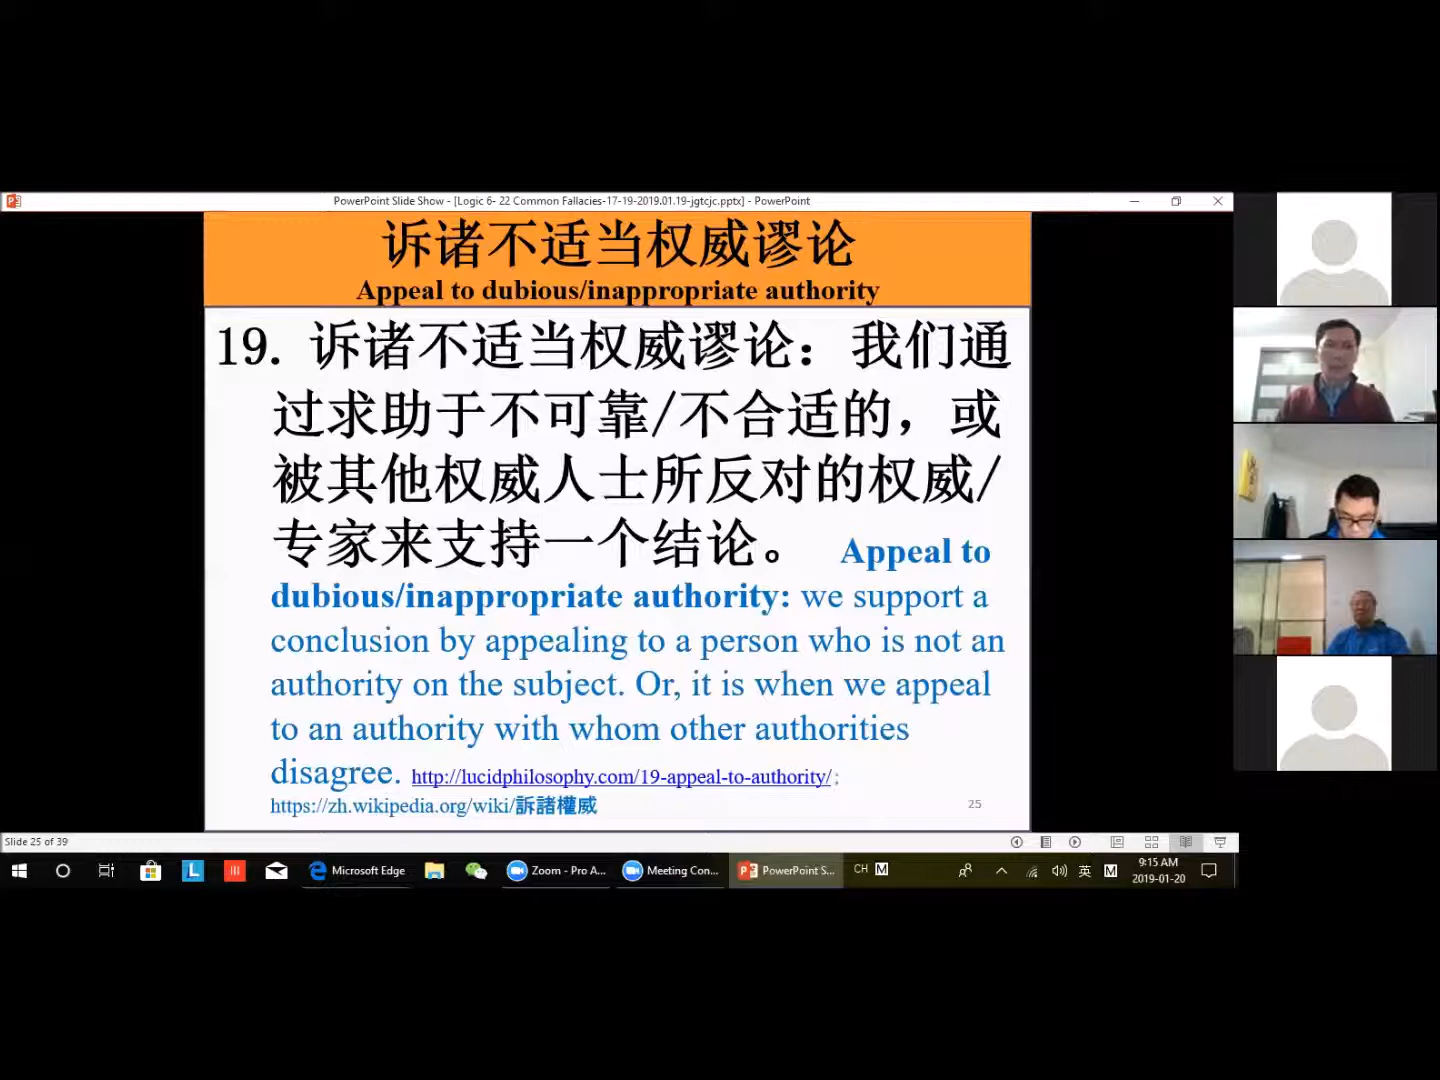 PowerPoint Slide Show - [Logic 6- 22 Common Fallacies-17-19-2019.01.19-jgtcjc.pptx] - PowerPoint
诉诸不适当权威谬论
Appeal to dubious/inappropriate authority
19. 诉诸不适当权威谬论：我们通
过求助于不可靠/不合适的，或
被其他权威人士所反对的权威/
专家来支持一个结论。 Appeal to
dubious/inappropriate authority: we support a
conclusion by appealing to a person who is not an
authority on the subject. Or, it is when we appeal
to an authority with whom other authorities
disagree. http://lucidphilosophy.com/19-appeal-to-authority/;
https://zh.wikipedia.org/wiki/訴諸權威
25
Slide 25 of 39
Microsoft Edge
Zoom - Pro A...
Meeting Con...
PowerPoint S...
CH M
英
M
9:15 AM
2019-01-20